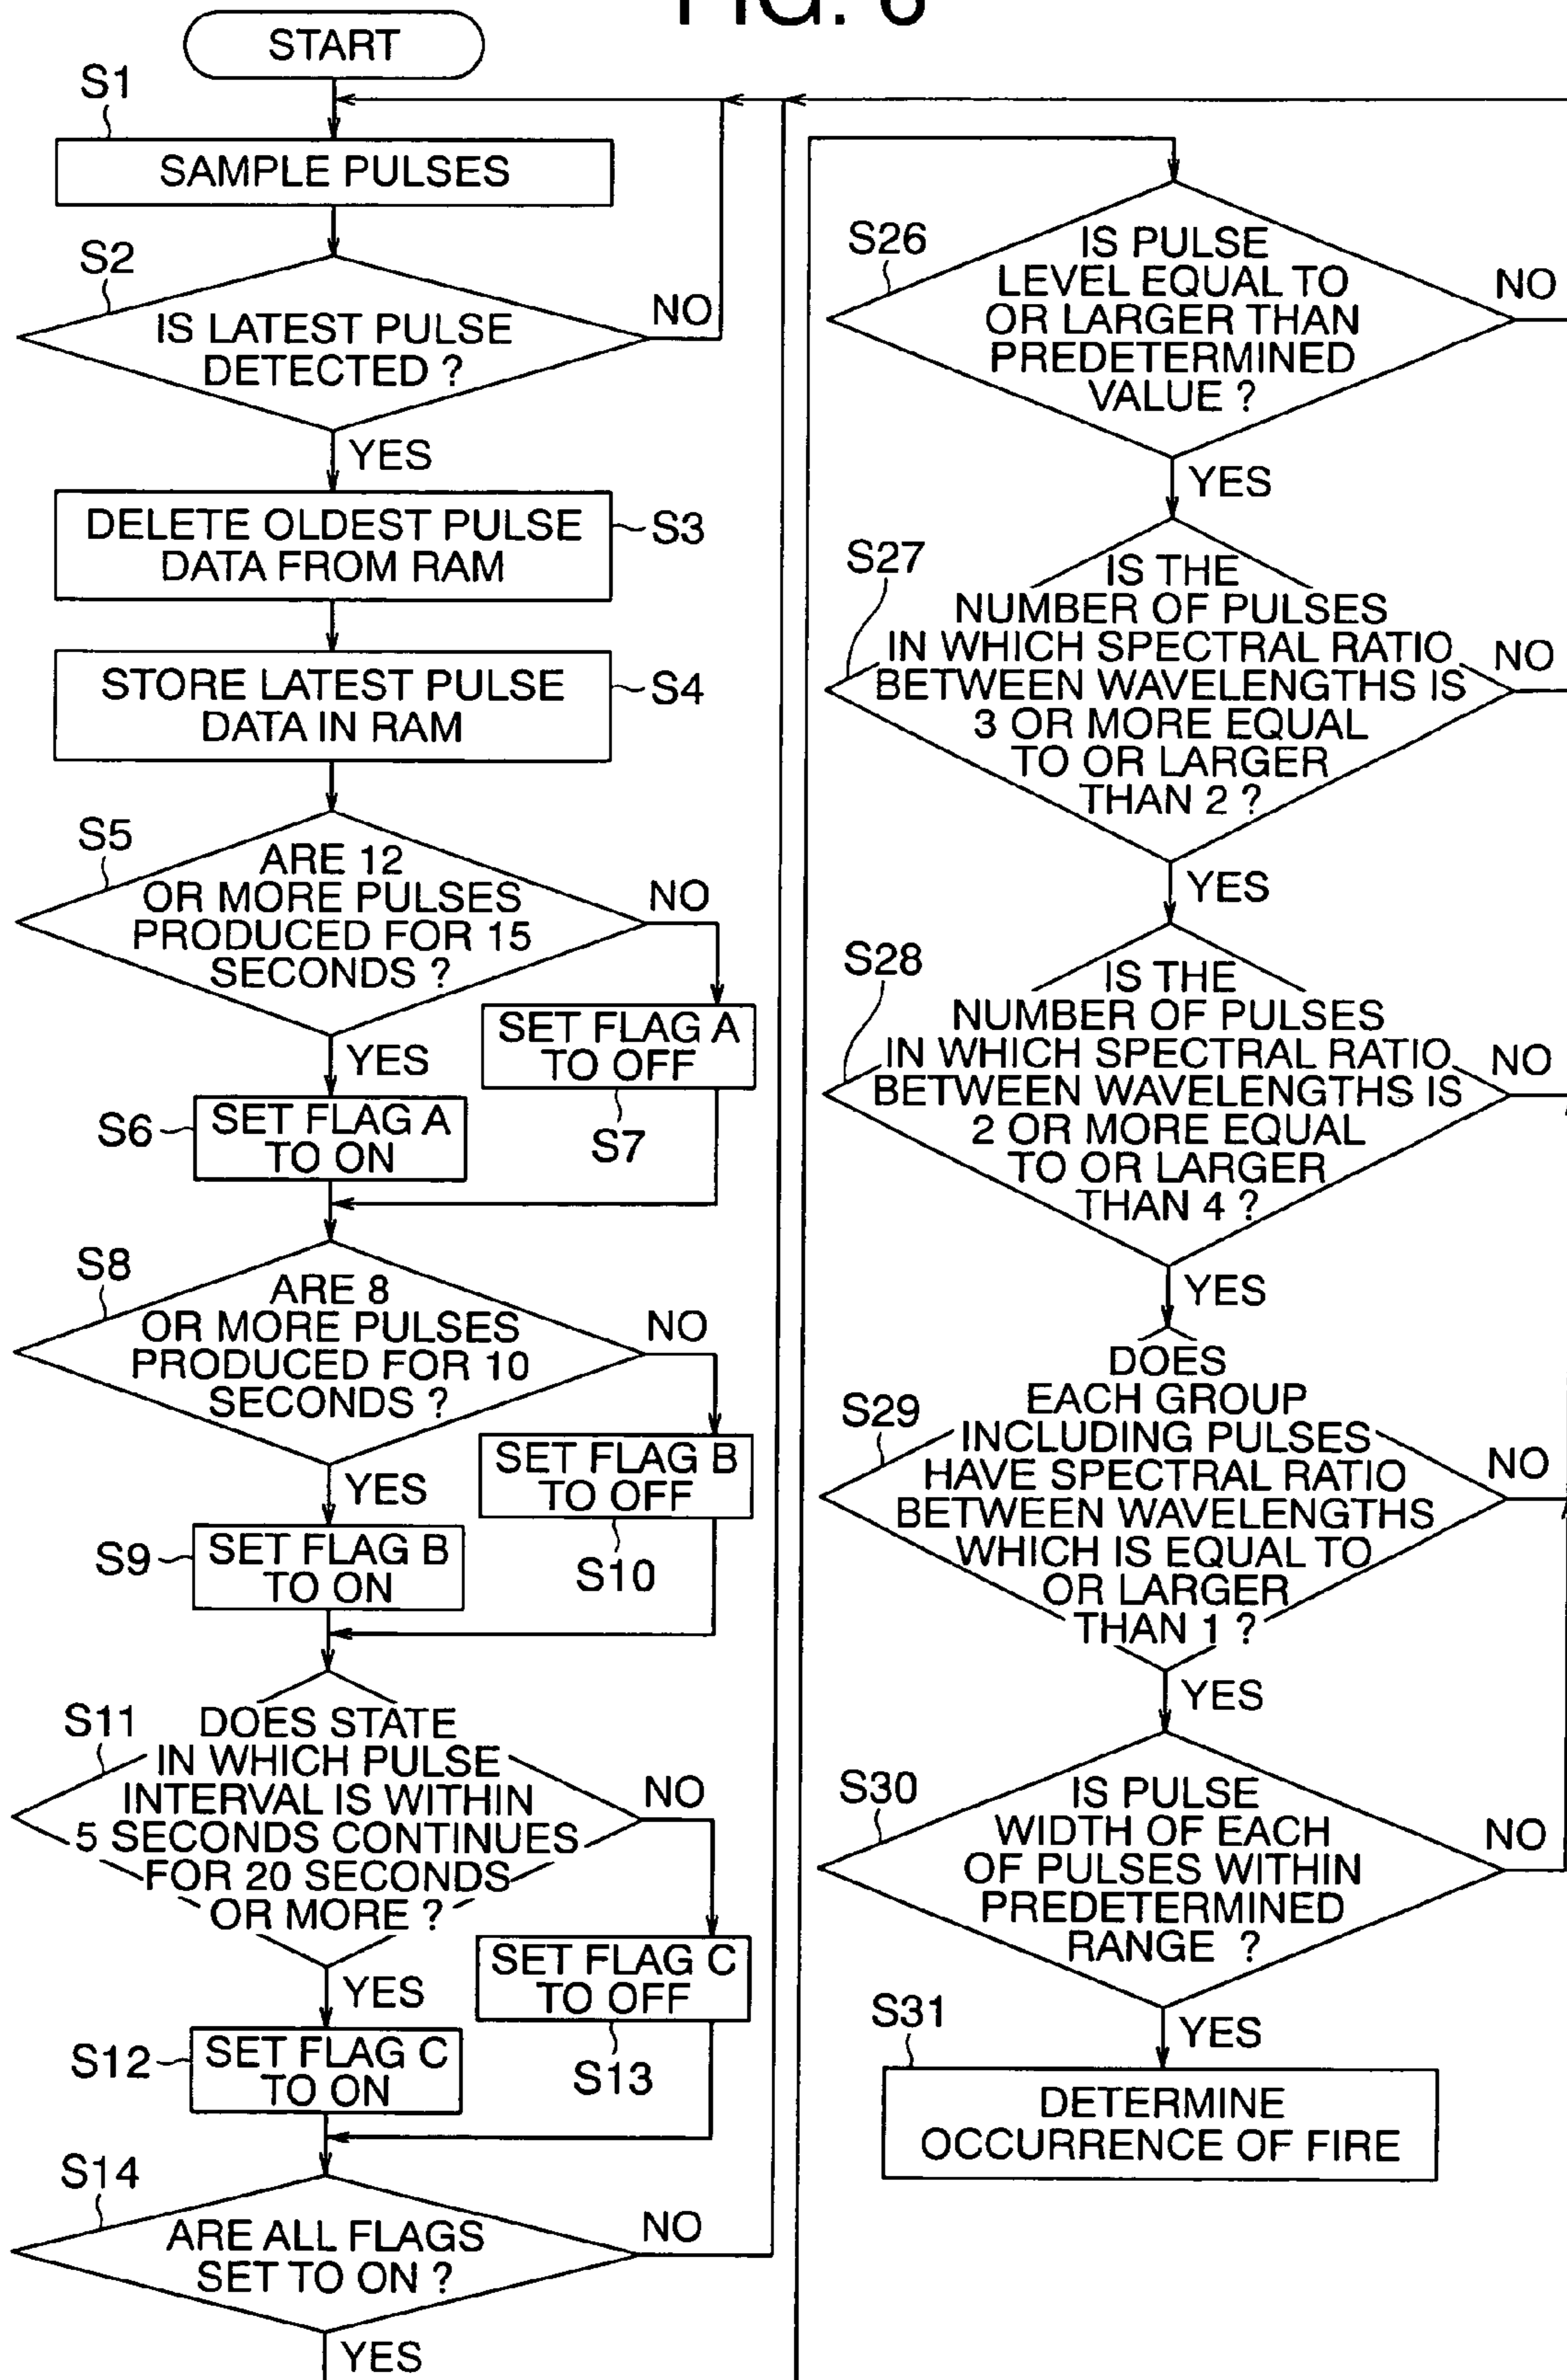 FIG.
START
S1
SAMPLE PULSES
S2
IS LATEST PULSE
DETECTED ?
NO
YES
DELETE OLDEST PULSE
DATA FROM RAM
S3
STORE LATEST PULSE
DATA IN RAM
S4
S5
ARE 12
OR MORE PULSES
PRODUCED FOR 15
SECONDS ?
NO
YES
SET FLAG A
TO OFF
S7
S6
SET FLAG A
TO ON
S8
ARE 8
OR MORE PULSES
PRODUCED FOR 10
SECONDS ?
NO
YES
SET FLAG B
TO OFF
S10
S9
SET FLAG B
TO ON
S11
DOES STATE
IN WHICH PULSE
INTERVAL IS WITHIN
5 SECONDS CONTINUES
FOR 20 SECONDS
OR MORE ?
NO
YES
SET FLAG C
TO OFF
S13
S12
SET FLAG C
TO ON
S14
ARE ALL FLAGS
SET TO ON ?
NO
YES
S26
IS PULSE
LEVEL EQUAL TO
OR LARGER THAN
PREDETERMINED
VALUE ?
NO
YES
S27
IS THE
NUMBER OF PULSES
IN WHICH SPECTRAL RATIO
BETWEEN WAVELENGTHS IS
3 OR MORE EQUAL
TO OR LARGER
THAN 2 ?
NO
YES
S28
IS THE
NUMBER OF PULSES
IN WHICH SPECTRAL RATIO
BETWEEN WAVELENGTHS IS
2 OR MORE EQUAL
TO OR LARGER
THAN 4 ?
NO
YES
S29
DOES
EACH GROUP
INCLUDING PULSES
HAVE SPECTRAL RATIO
BETWEEN WAVELENGTHS
WHICH IS EQUAL TO
OR LARGER
THAN 1 ?
NO
YES
S30
IS PULSE
WIDTH OF EACH
OF PULSES WITHIN
PREDETERMINED
RANGE ?
NO
YES
S31
DETERMINE
OCCURRENCE OF FIRE